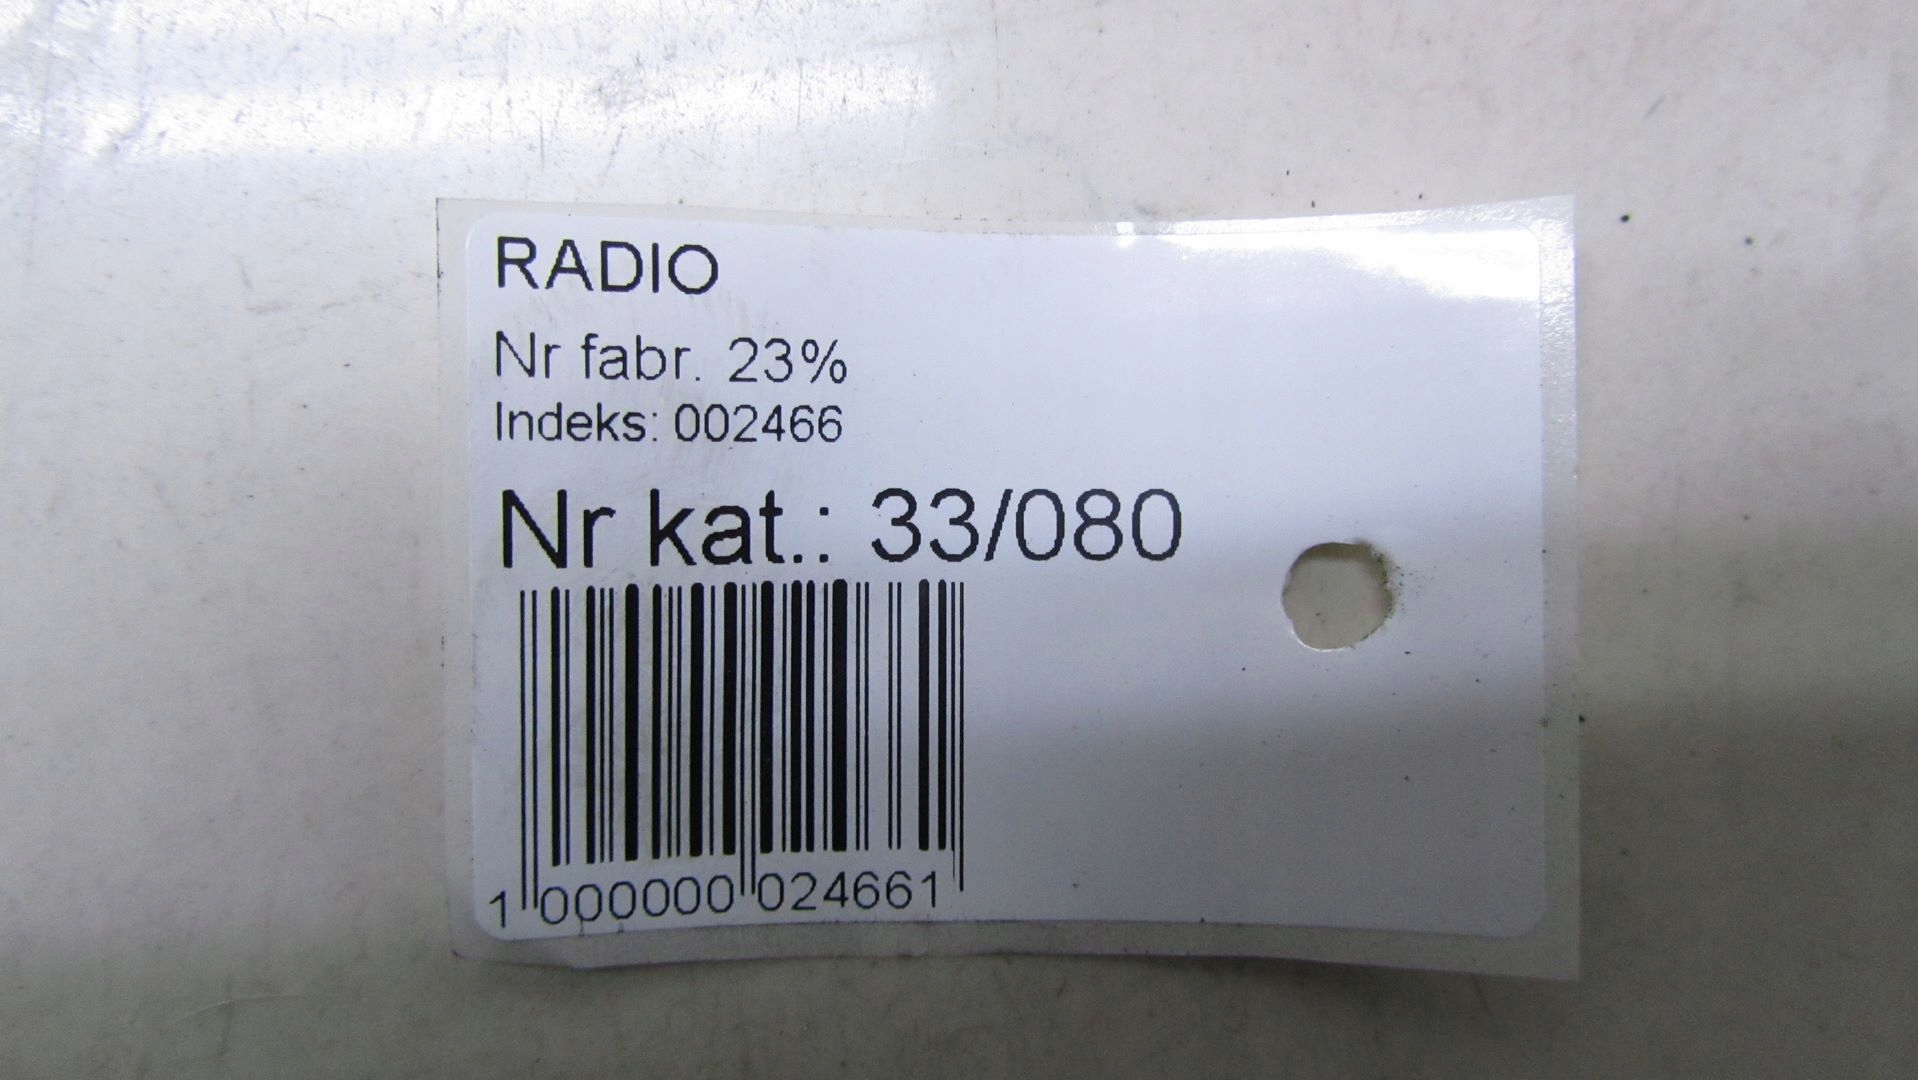 RADIO
Nr fabr. 23%
Indeks: 002466
Nr kat.: 33/080
1 000000 024661